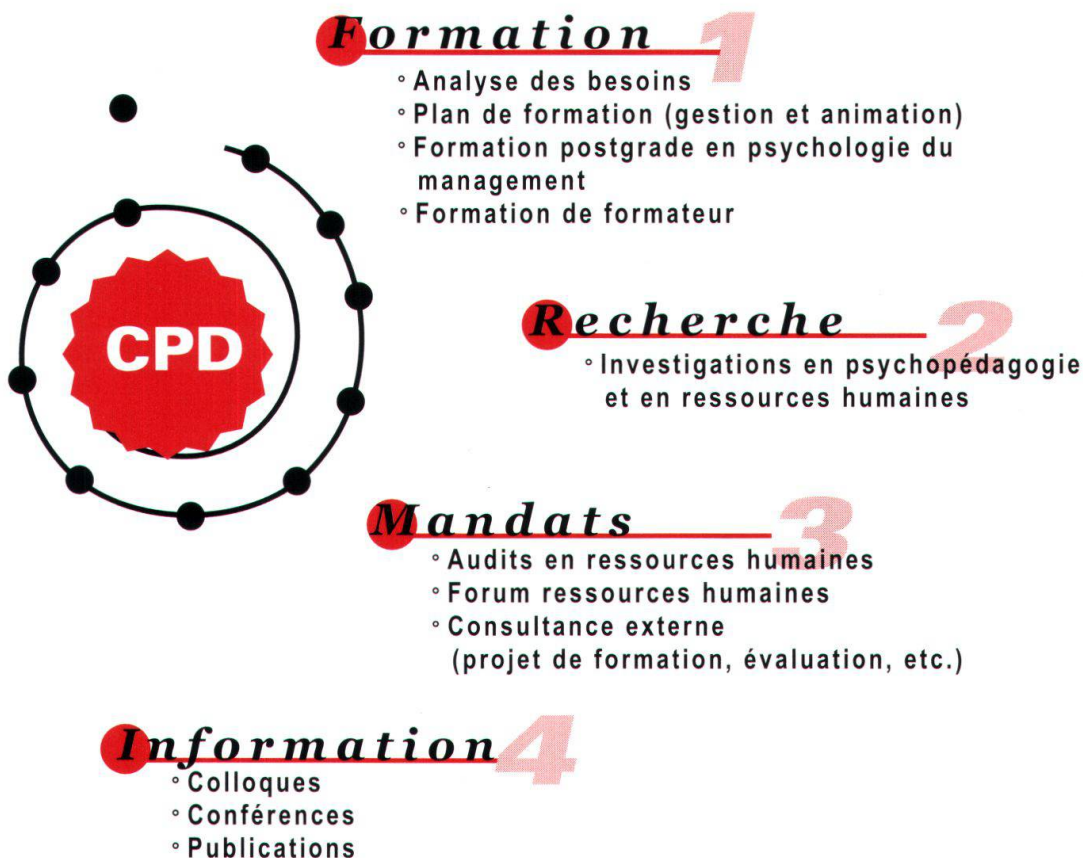 Formation 1
° Analyse des besoins
° Plan de formation (gestion et animation)
° Formation postgrade en psychologie du
management
° Formation de formateur
CPD
Recherche 2
° Investigations en psychopédagogie
et en ressources humaines
Mandats 3
° Audits en ressources humaines
° Forum ressources humaines
° Consultance externe
(projet de formation, évaluation, etc.)
Information 4
° Colloques
° Conférences
° Publications